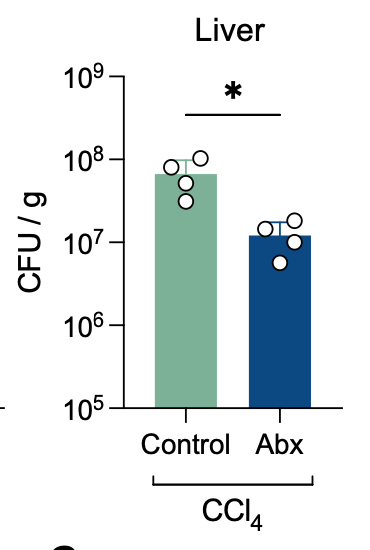 Liver
*
10⁹
10⁸
10⁷
10⁶
10⁵
CFU / g
Control Abx
CCl₄